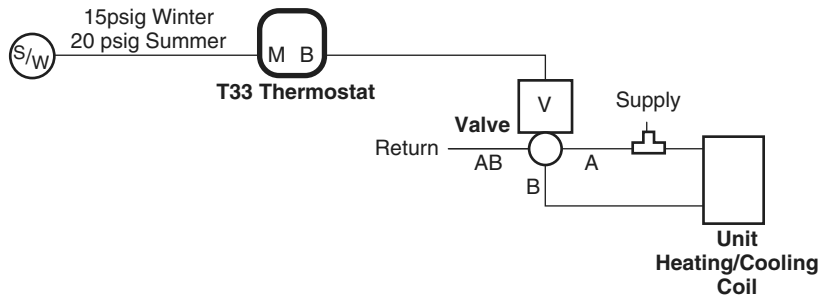 15psig Winter
20 psig Summer
S/W
M B
T33 Thermostat
V
Supply
Valve
Return
AB
A
B
Unit
Heating/Cooling
Coil